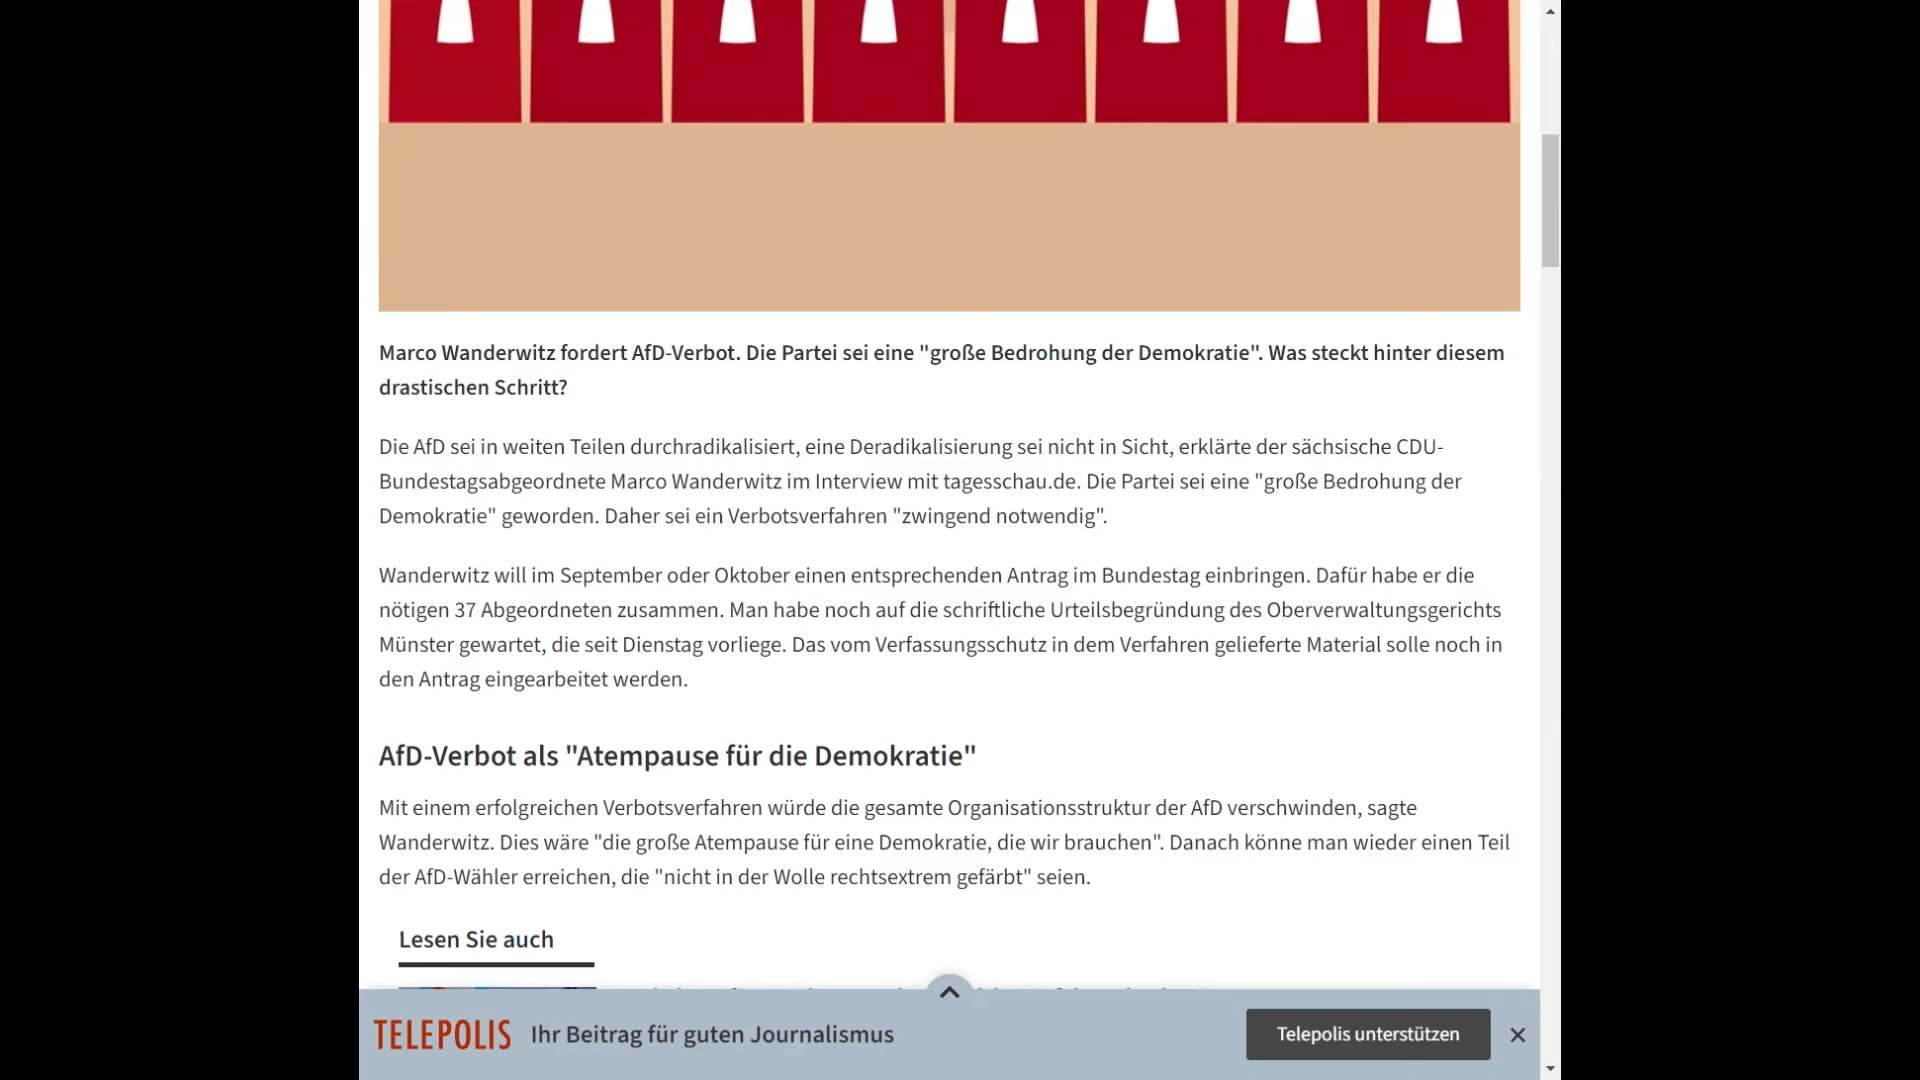 Marco Wanderwitz fordert AfD-Verbot. Die Partei sei eine "große Bedrohung der Demokratie". Was steckt hinter diesem
drastischen Schritt?
Die AfD sei in weiten Teilen durchradikalisiert, eine Deradikalisierung sei nicht in Sicht, erklärte der sächsische CDU-
Bundestagsabgeordnete Marco Wanderwitz im Interview mit tagesschau.de. Die Partei sei eine "große Bedrohung der
Demokratie" geworden. Daher sei ein Verbotsverfahren "zwingend notwendig".
Wanderwitz will im September oder Oktober einen entsprechenden Antrag im Bundestag einbringen. Dafür habe er die
nötigen 37 Abgeordneten zusammen. Man habe noch auf die schriftliche Urteilsbegründung des Oberverwaltungsgerichts
Münster gewartet, die seit Dienstag vorliege. Das vom Verfassungsschutz in dem Verfahren gelieferte Material solle noch in
den Antrag eingearbeitet werden.
AfD-Verbot als "Atempause für die Demokratie"
Mit einem erfolgreichen Verbotsverfahren würde die gesamte Organisationsstruktur der AfD verschwinden, sagte
Wanderwitz. Dies wäre "die große Atempause für eine Demokratie, die wir brauchen". Danach könne man wieder einen Teil
der AfD-Wähler erreichen, die "nicht in der Wolle rechtsextrem gefärbt" seien.
Lesen Sie auch
TELEPOLIS Ihr Beitrag für guten Journalismus Telepolis unterstützen